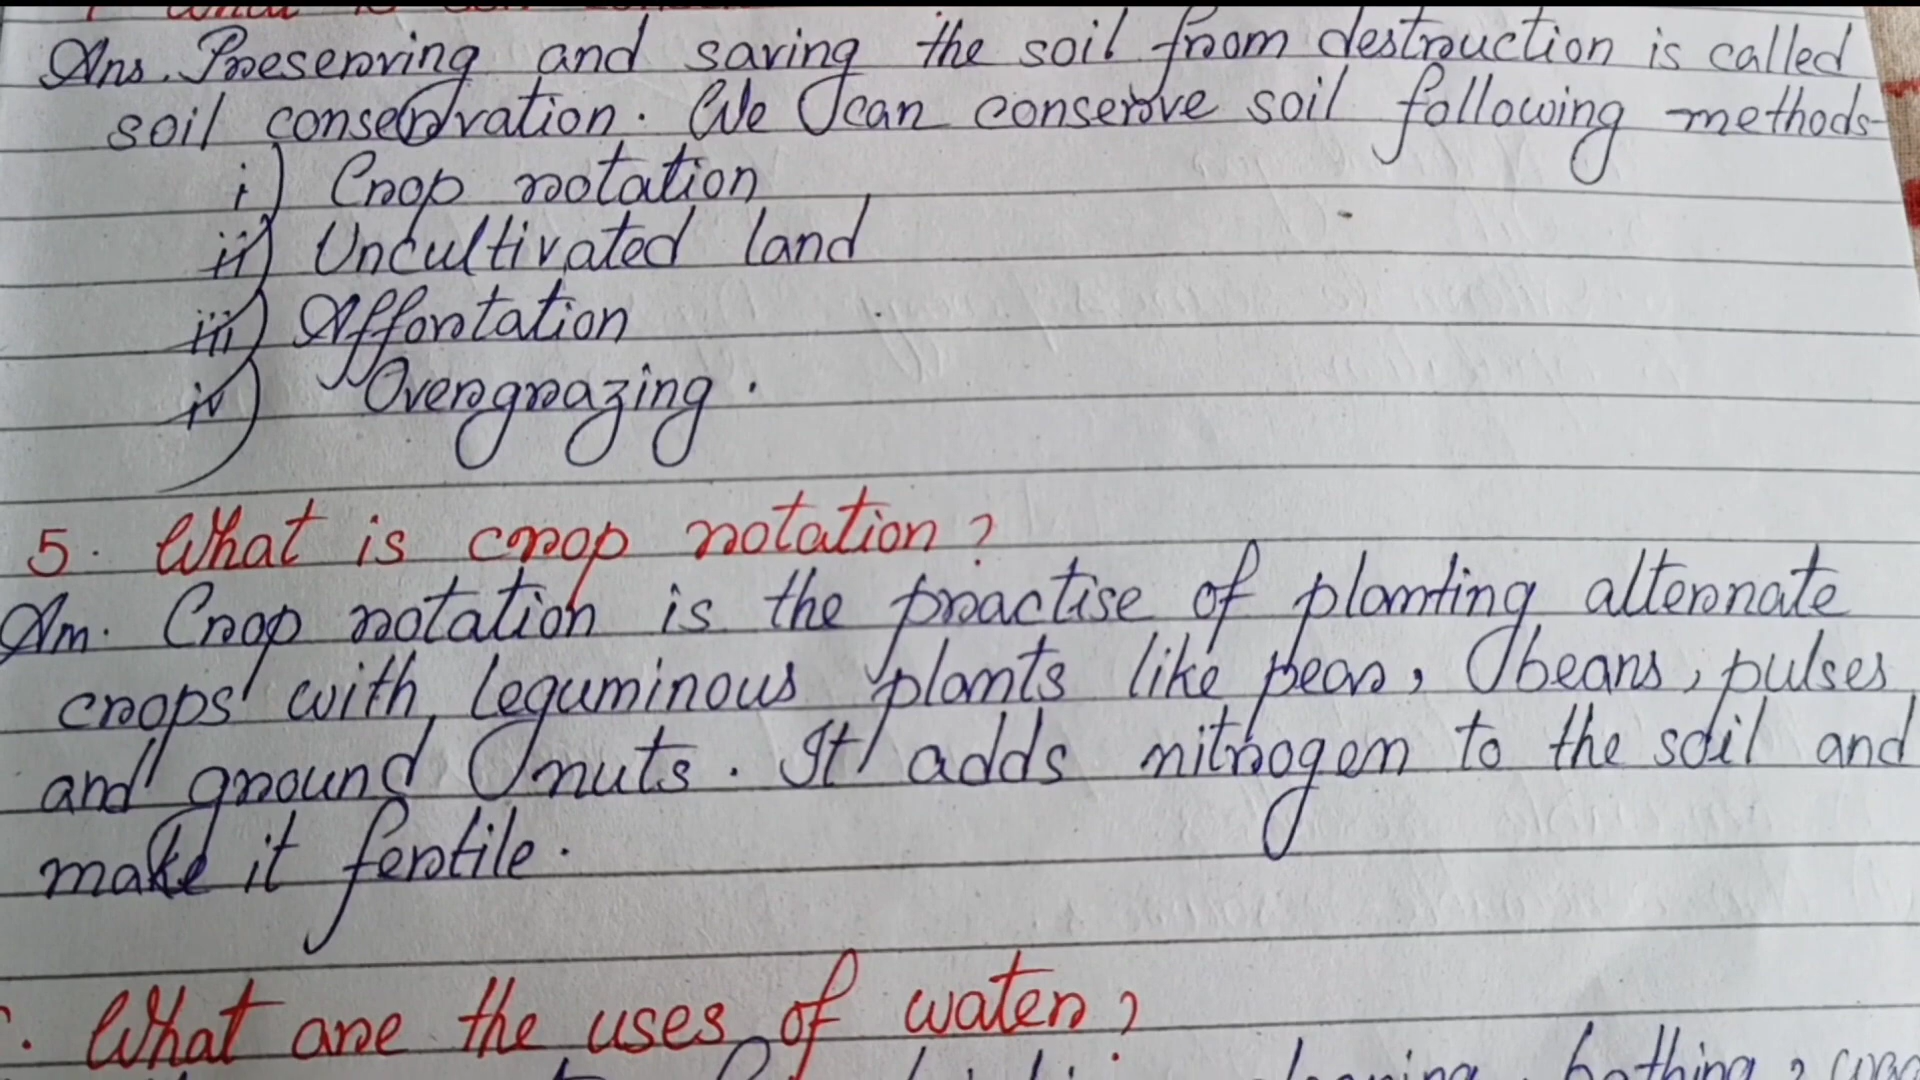 Ans. Preserving and saving the soil from destruction is called
soil conservation. We can conserve soil following methods-
i) Crop rotation
ii) Uncultivated land
iii) Affortation
iv) Overgrazing.
5. What is crop rotation?
Ans. Crop rotation is the practise of planting alternate
crops with leguminous plants like peas, beans, pulses
and ground nuts. It adds nitrogen to the soil and
make it fertile.
. What are the uses of water?